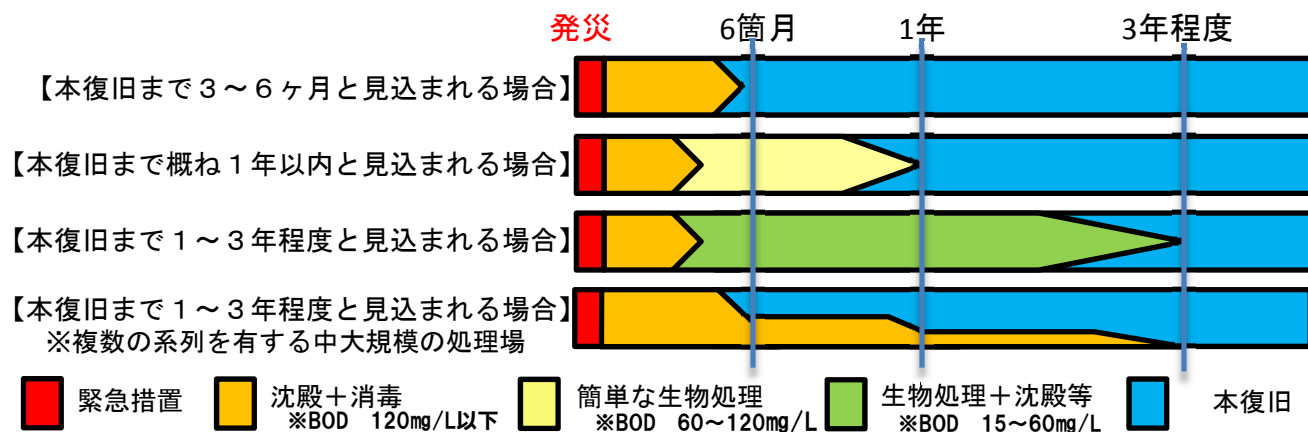 発災 6箇月 1年 3年程度
【本復旧まで３～６ヶ月と見込まれる場合】
【本復旧まで概ね１年以内と見込まれる場合】
【本復旧まで１～３年程度と見込まれる場合】
【本復旧まで１～３年程度と見込まれる場合】
※複数の系列を有する中大規模の処理場
緊急措置 沈殿＋消毒 簡単な生物処理 生物処理＋沈殿等 本復旧
※BOD 120mg/L以下 ※BOD 60～120mg/L ※BOD 15～60mg/L